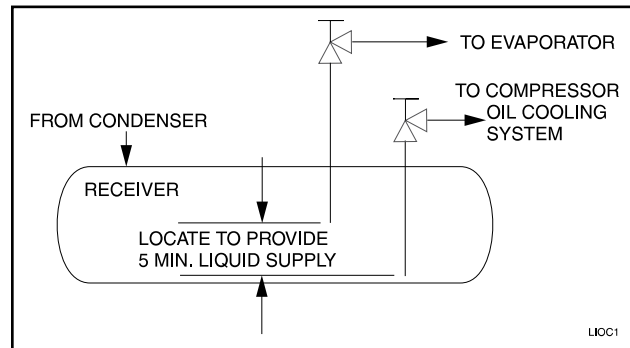 TO EVAPORATOR
TO COMPRESSOR
OIL COOLING
SYSTEM
FROM CONDENSER
RECEIVER
LOCATE TO PROVIDE
5 MIN. LIQUID SUPPLY
LIOC1